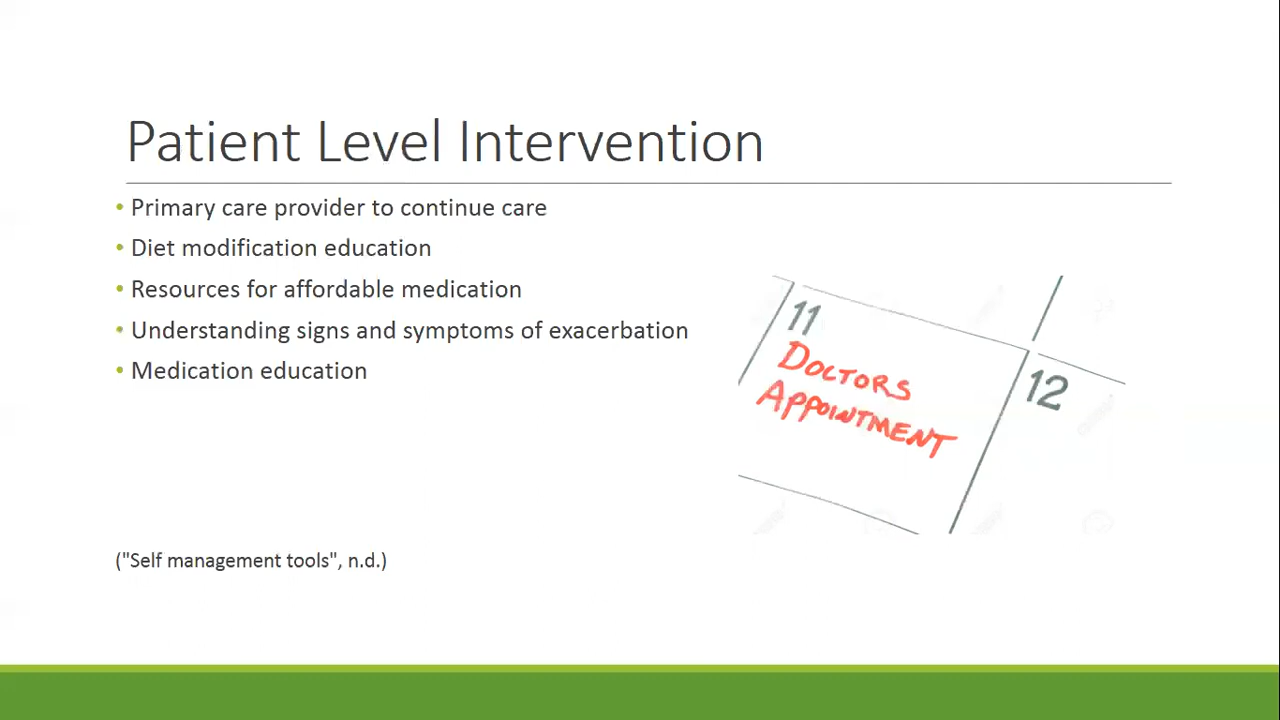 Patient Level Intervention
• Primary care provider to continue care
• Diet modification education
• Resources for affordable medication
• Understanding signs and symptoms of exacerbation
• Medication education
11
DOCTORS
APPOINTMENT
12
("Self management tools", n.d.)